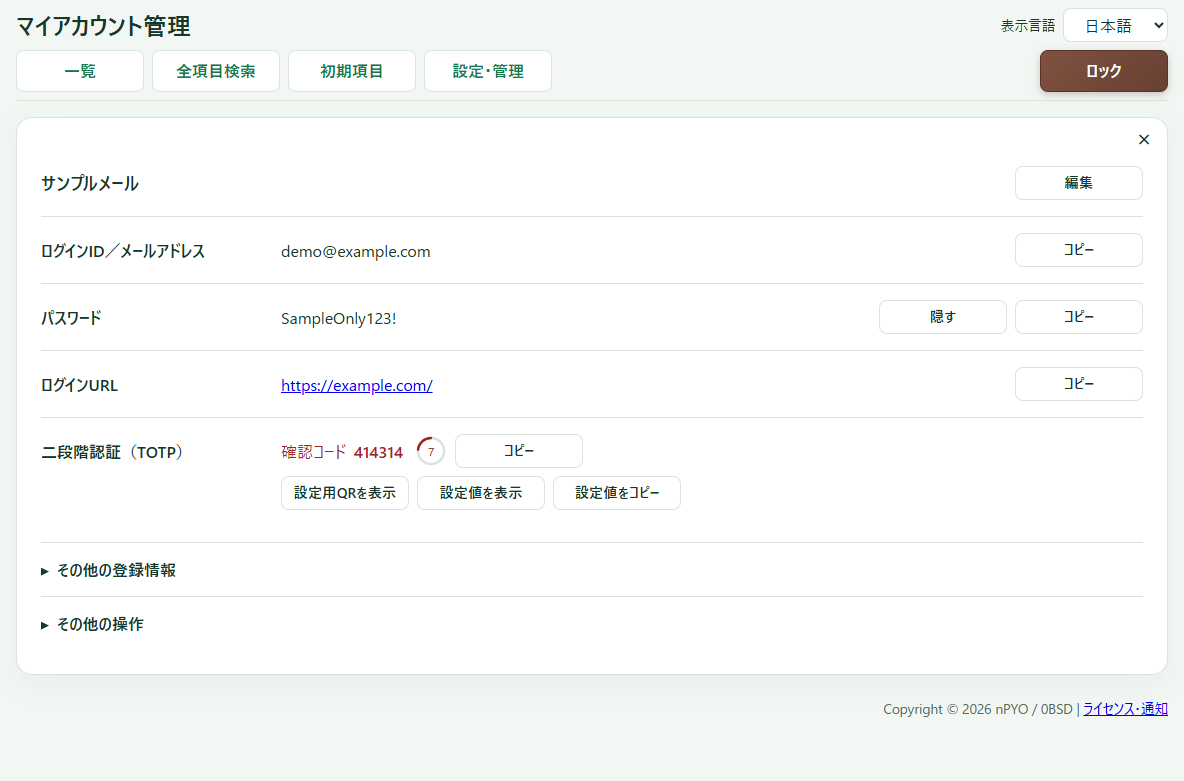 マイアカウント管理
表示言語 日本語
一覧 全項目検索 初期項目 設定・管理 ロック
×
サンプルメール 編集
ログインID／メールアドレス demo@example.com コピー
パスワード SampleOnly123! 隠す コピー
ログインURL https://example.com/ コピー
二段階認証（TOTP） 確認コード 414314 7 コピー
設定用QRを表示 設定値を表示 設定値をコピー
▸ その他の登録情報
▸ その他の操作
Copyright © 2026 nPYO / 0BSD | ライセンス・通知